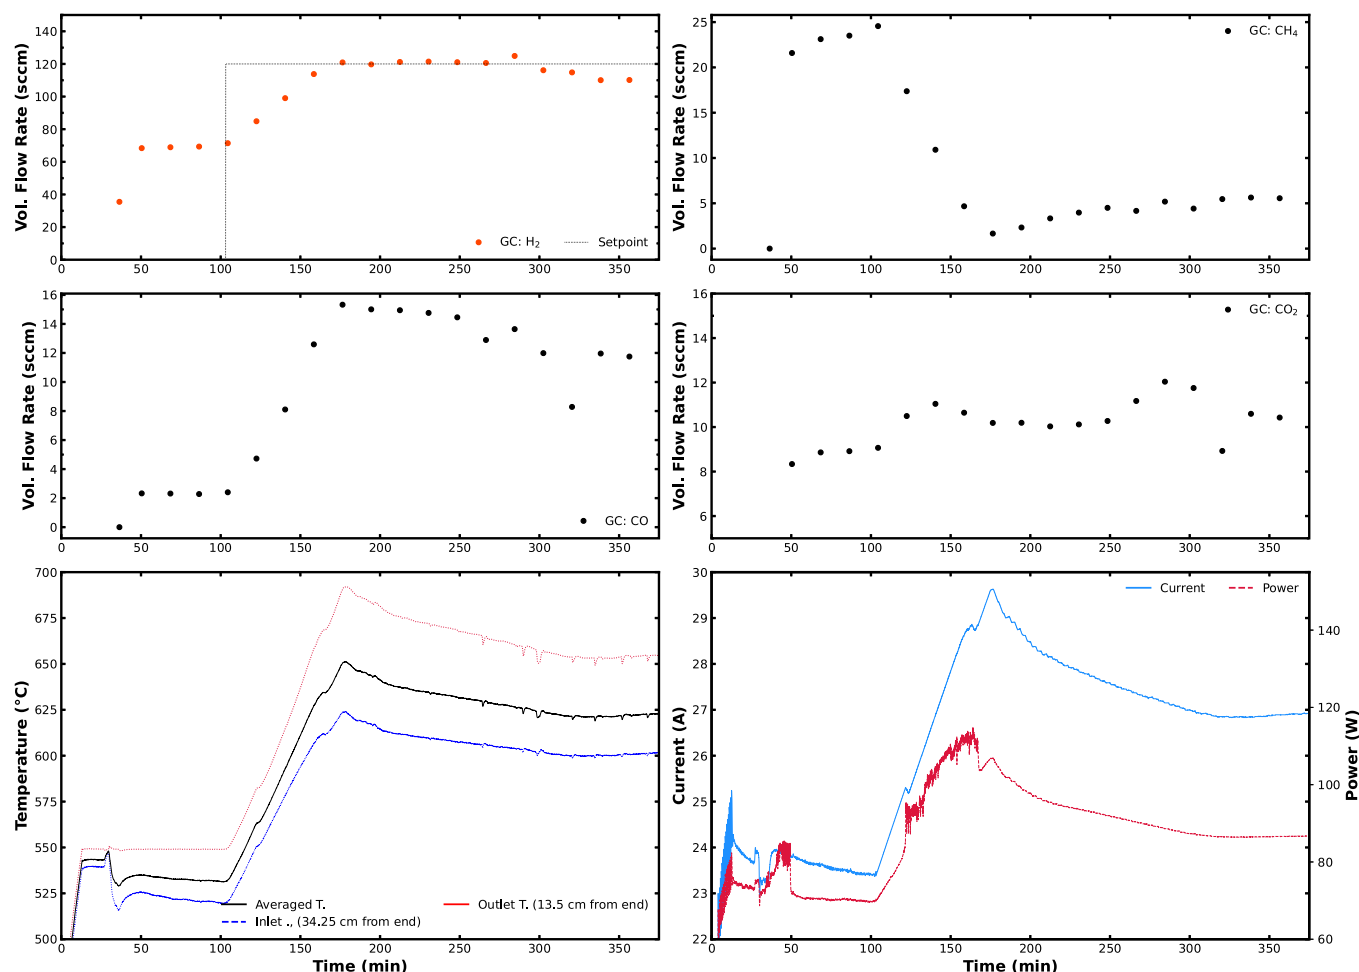 Vol. Flow Rate (sccm)
140
120
100
80
60
40
20
0
GC: H2
Setpoint
0 50 100 150 200 250 300 350
Vol. Flow Rate (sccm)
25
20
15
10
5
0
GC: CH4
0 50 100 150 200 250 300 350
Vol. Flow Rate (sccm)
16
14
12
10
8
6
4
2
0
GC: CO
0 50 100 150 200 250 300 350
Vol. Flow Rate (sccm)
16
14
12
10
8
6
GC: CO2
0 50 100 150 200 250 300 350
Temperature (°C)
700
675
650
625
600
575
550
525
500
Averaged T.
Inlet ., (34.25 cm from end)
Outlet T. (13.5 cm from end)
0 50 100 150 200 250 300 350
Time (min)
Current (A)
30
29
28
27
26
25
24
23
22
Current
Power
140
120
100
80
60
Power (W)
0 50 100 150 200 250 300 350
Time (min)